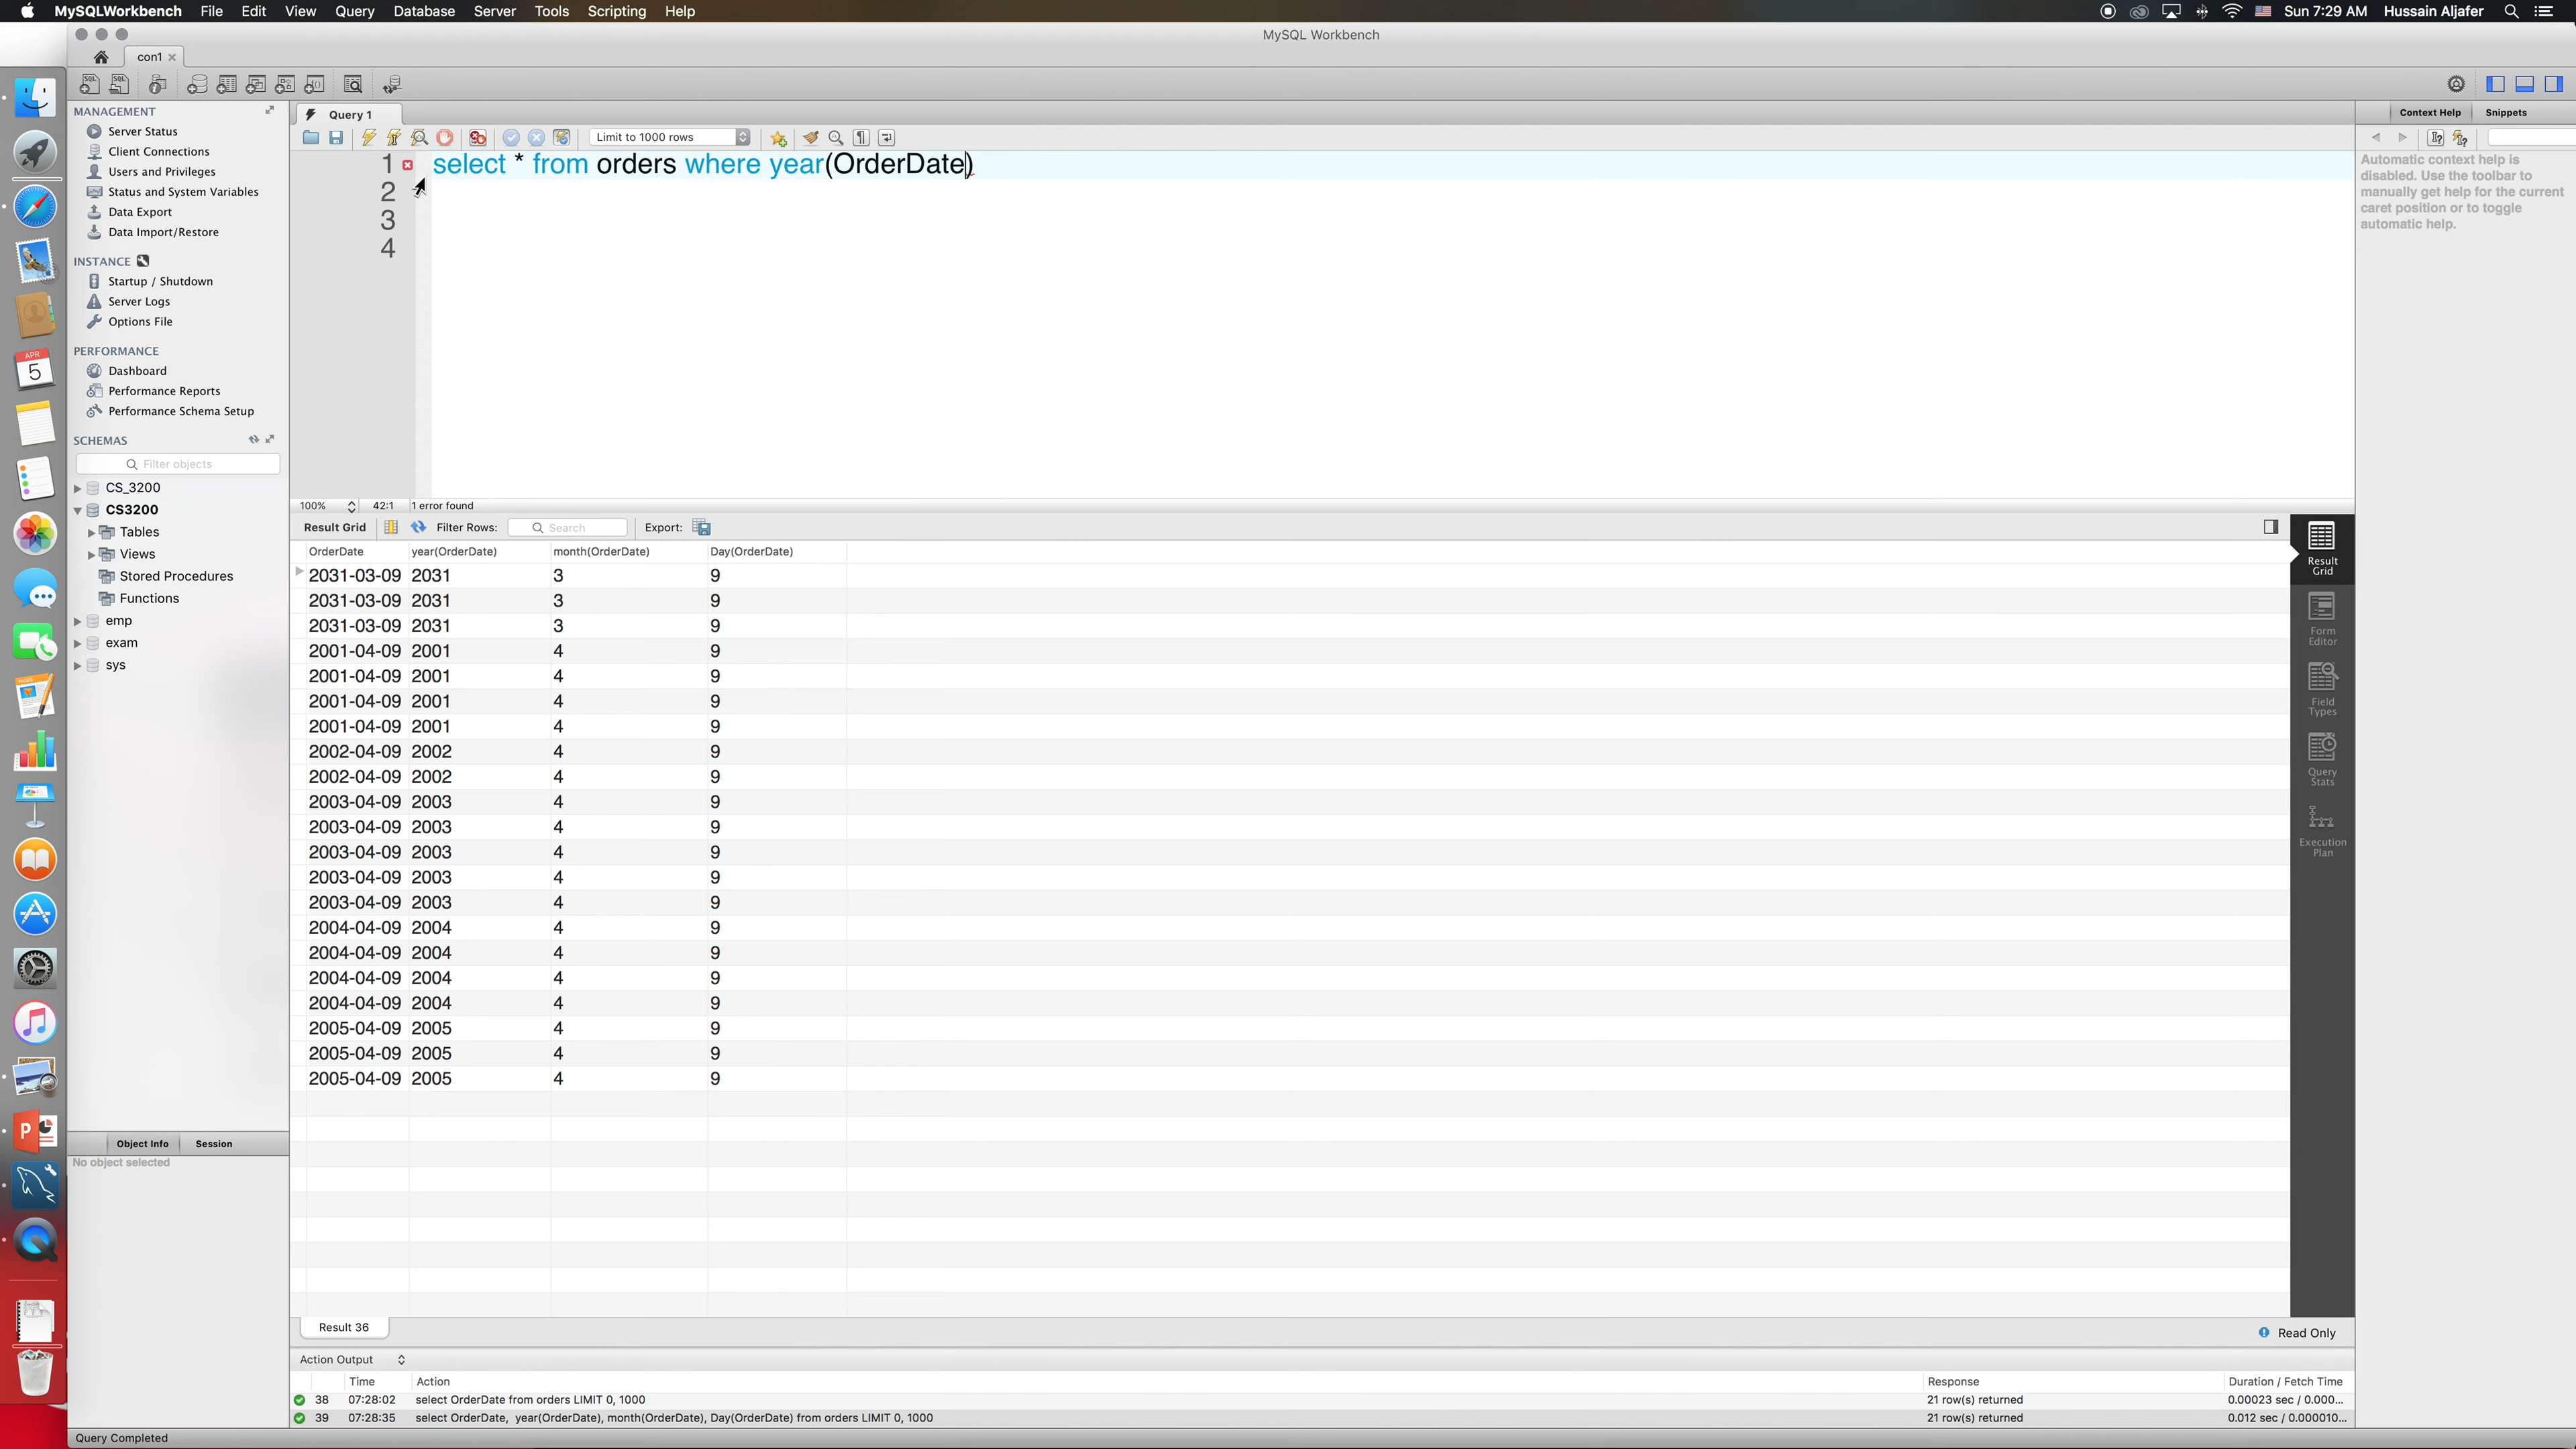 MySQLWorkbench File Edit View Query Database Server Tools Scripting Help Sun 7:29 AM Hussain Aljafer
MySQL Workbench
con1
MANAGEMENT
Server Status
Client Connections
Users and Privileges
Status and System Variables
Data Export
Data Import/Restore
INSTANCE
Startup / Shutdown
Server Logs
Options File
PERFORMANCE
Dashboard
Performance Reports
Performance Schema Setup
SCHEMAS
Filter objects
CS_3200
CS3200
Tables
Views
Stored Procedures
Functions
emp
exam
sys
Object Info Session
No object selected
Query 1
Limit to 1000 rows
1 select * from orders where year(OrderDate)
2
3
4
100% 42:1 1 error found
Result Grid Filter Rows: Search Export:
OrderDate year(OrderDate) month(OrderDate) Day(OrderDate)
2031-03-09 2031 3 9
2031-03-09 2031 3 9
2031-03-09 2031 3 9
2001-04-09 2001 4 9
2001-04-09 2001 4 9
2001-04-09 2001 4 9
2001-04-09 2001 4 9
2002-04-09 2002 4 9
2002-04-09 2002 4 9
2003-04-09 2003 4 9
2003-04-09 2003 4 9
2003-04-09 2003 4 9
2003-04-09 2003 4 9
2003-04-09 2003 4 9
2004-04-09 2004 4 9
2004-04-09 2004 4 9
2004-04-09 2004 4 9
2004-04-09 2004 4 9
2005-04-09 2005 4 9
2005-04-09 2005 4 9
2005-04-09 2005 4 9
Result 36
Read Only
Action Output
Time Action Response Duration / Fetch Time
38 07:28:02 select OrderDate from orders LIMIT 0, 1000 21 row(s) returned 0.00023 sec / 0.000...
39 07:28:35 select OrderDate, year(OrderDate), month(OrderDate), Day(OrderDate) from orders LIMIT 0, 1000 21 row(s) returned 0.012 sec / 0.000010...
Query Completed
Result
Grid
Form
Editor
Field
Types
Query
Stats
Execution
Plan
Context Help Snippets
Automatic context help is
disabled. Use the toolbar to
manually get help for the current
caret position or to toggle
automatic help.
APR
5
P